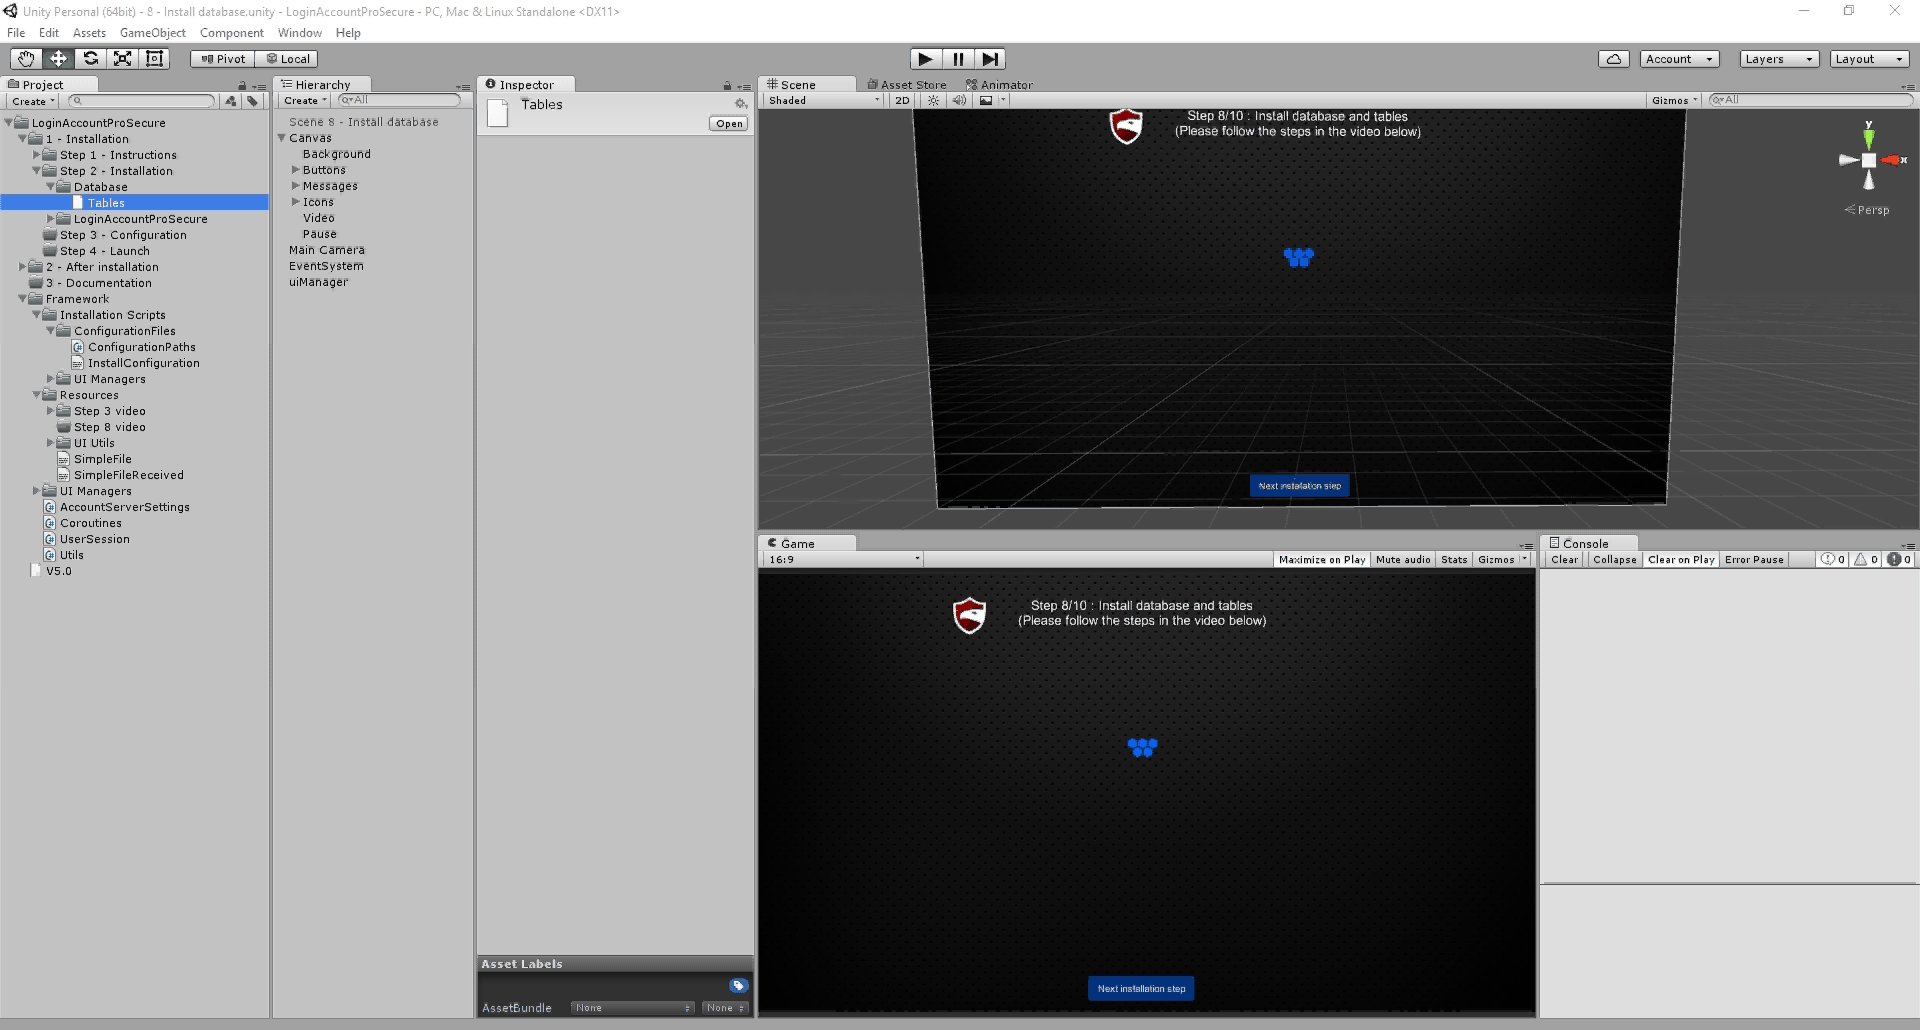 Unity Personal (64bit) - 8 - Install database.unity - LoginAccountProSecure - PC, Mac & Linux Standalone <DX11>
File Edit Assets GameObject Component Window Help
Pivot Local Account Layers Layout
Project
Create
LoginAccountProSecure
1 - Installation
Step 1 - Instructions
Step 2 - Installation
Database
Tables
LoginAccountProSecure
Step 3 - Configuration
Step 4 - Launch
2 - After installation
3 - Documentation
Framework
Installation Scripts
ConfigurationFiles
ConfigurationPaths
InstallConfiguration
UI Managers
Resources
Step 3 video
Step 8 video
UI Utils
SimpleFile
SimpleFileReceived
UI Managers
AccountServerSettings
Coroutines
UserSession
Utils
V5.0
Hierarchy
Create All
Scene 8 - Install database
Canvas
Background
Buttons
Messages
Icons
Video
Pause
Main Camera
EventSystem
uiManager
Inspector
Tables
Open
Asset Labels
AssetBundle None None
Scene Asset Store Animator
Shaded 2D Gizmos All
Step 8/10 : Install database and tables
(Please follow the steps in the video below)
y
x
Persp
Next installation step
Game
16:9 Maximize on Play Mute audio Stats Gizmos
Step 8/10 : Install database and tables
(Please follow the steps in the video below)
Next installation step
Console
Clear Collapse Clear on Play Error Pause 0 0 0